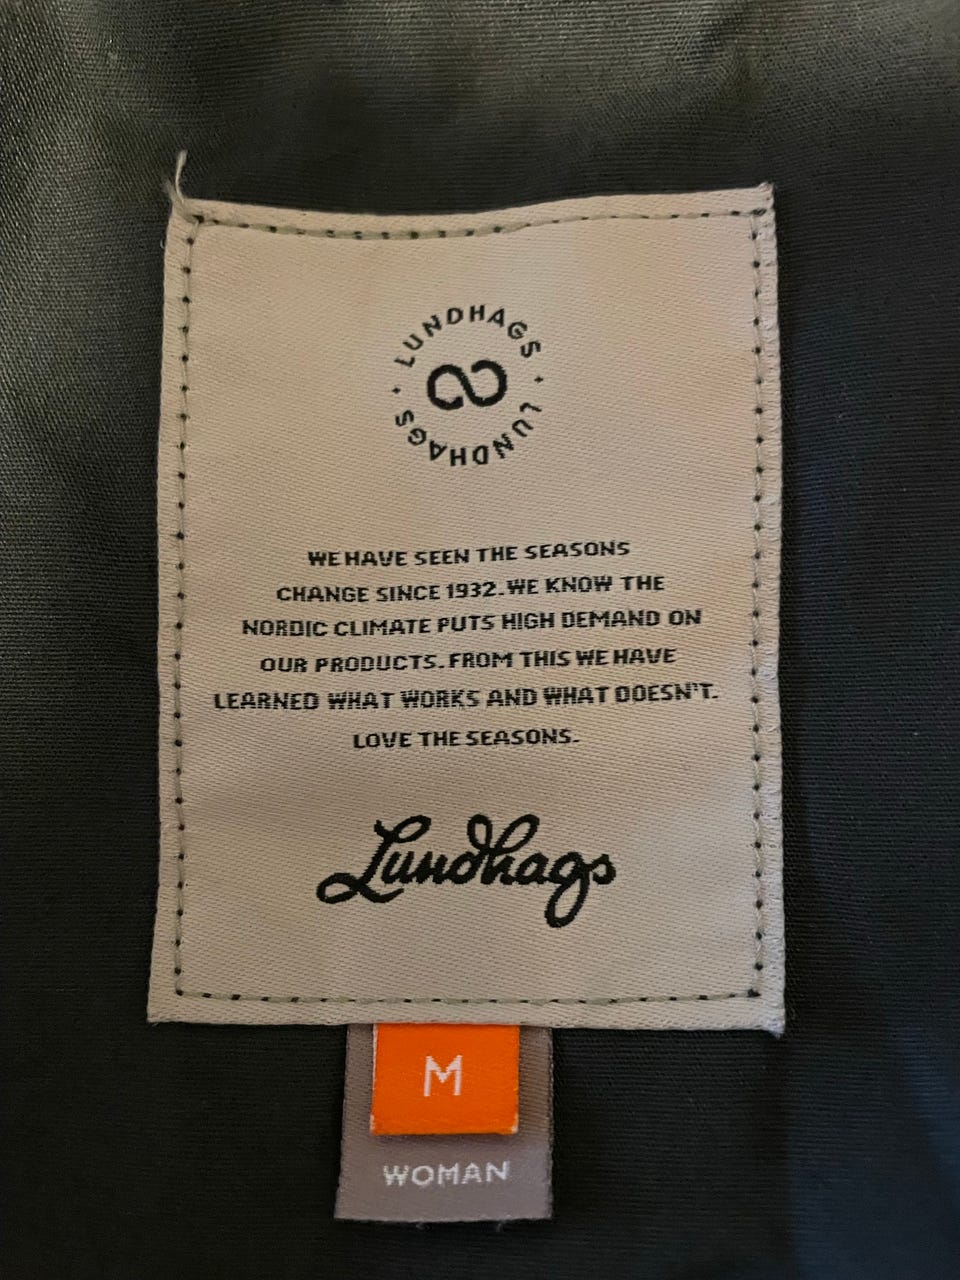 · LUNDHAGS · LUNDHAGS
WE HAVE SEEN THE SEASONS
CHANGE SINCE 1932. WE KNOW THE
NORDIC CLIMATE PUTS HIGH DEMAND ON
OUR PRODUCTS. FROM THIS WE HAVE
LEARNED WHAT WORKS AND WHAT DOESN'T.
LOVE THE SEASONS.
Lundhags
M
WOMAN